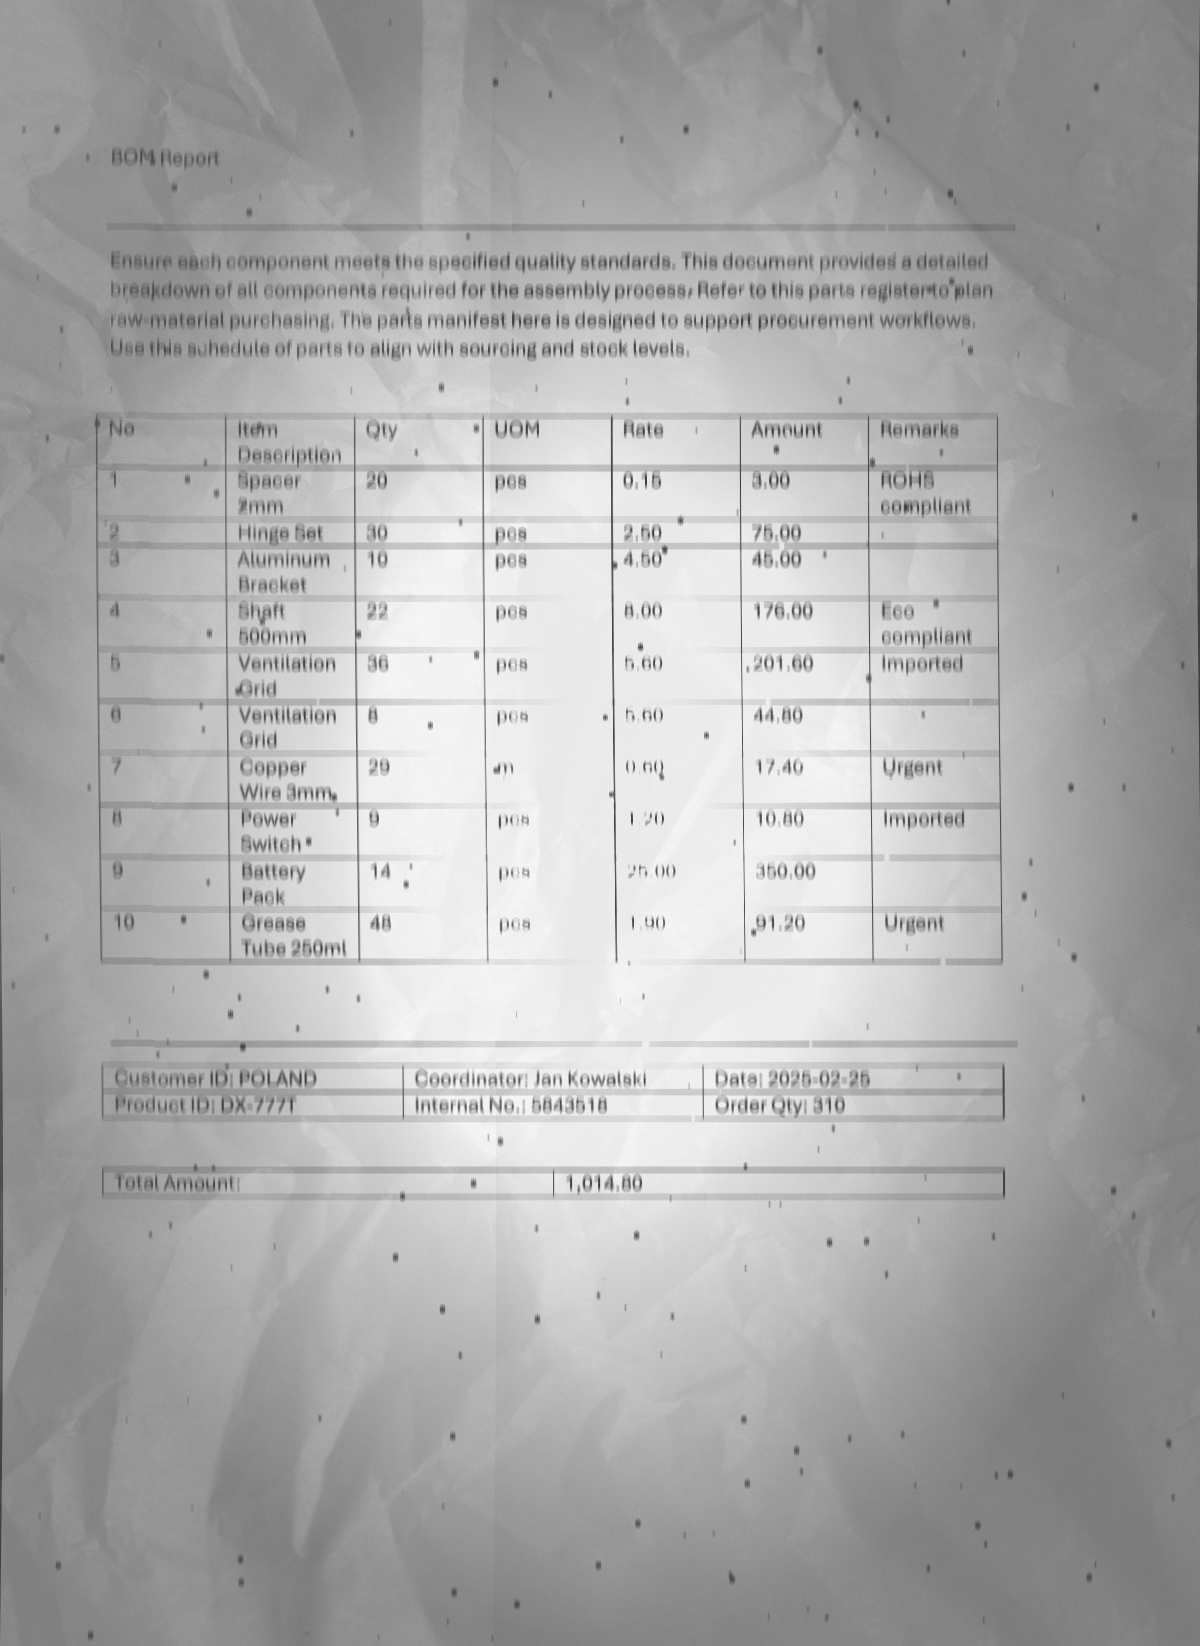 BOM Report
Ensure each component meets the specified quality standards. This document provides a detailed
breakdown of all components required for the assembly process. Refer to this parts register to plan
raw-material purchasing. The parts manifest here is designed to support procurement workflows.
Use this schedule of parts to align with sourcing and stock levels.
No Item Description Qty UOM Rate Amount Remarks
1 Spacer 2mm 20 pcs 0.15 3.00 ROHS compliant
2 Hinge Set 30 pcs 2.50 75.00
3 Aluminum Bracket 10 pcs 4.50 45.00
4 Shaft 500mm 22 pcs 8.00 176.00 Eco compliant
5 Ventilation Grid 36 pcs 5.60 201.60 Imported
6 Ventilation Grid 8 pcs 5.60 44.80
7 Copper Wire 3mm 29 m 0.60 17.40 Urgent
8 Power Switch 9 pcs 1.20 10.80 Imported
9 Battery Pack 14 pcs 25.00 350.00
10 Grease Tube 250ml 48 pcs 1.90 91.20 Urgent
Customer ID: POLAND Coordinator: Jan Kowalski Date: 2025-02-25
Product ID: DX-777T Internal No.: 5843518 Order Qty: 310
Total Amount: 1,014.80